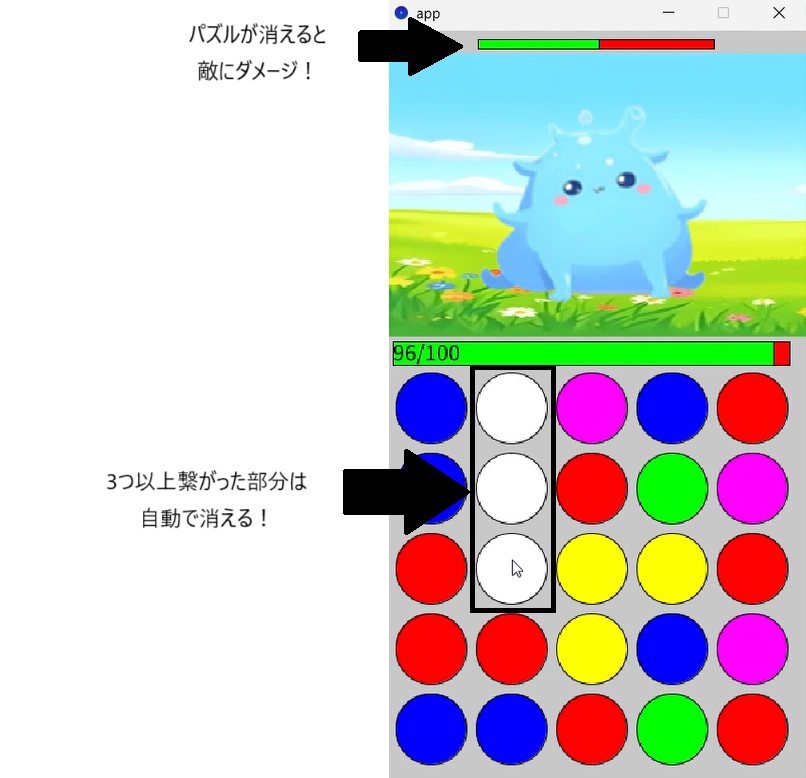 app
パズルが消えると
敵にダメージ！
96/100
3つ以上繋がった部分は
自動で消える！